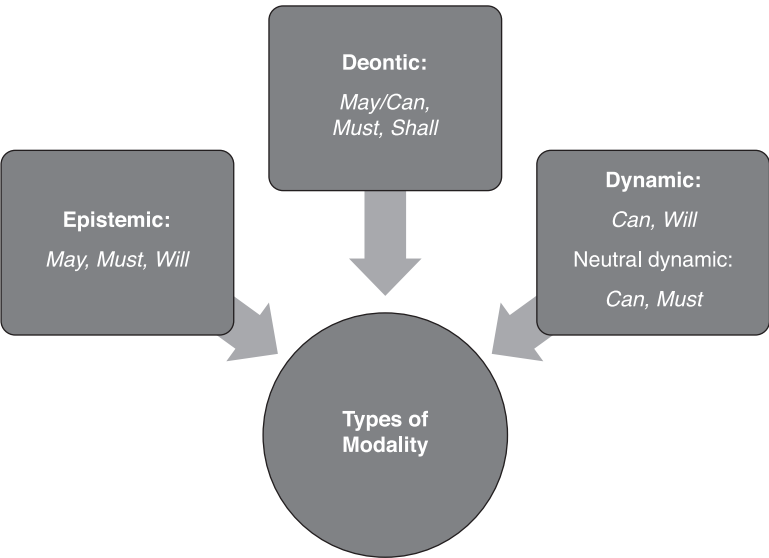 Deontic:
May/Can,
Must, Shall
Epistemic:
May, Must, Will
Dynamic:
Can, Will
Neutral dynamic:
Can, Must
Types of
Modality